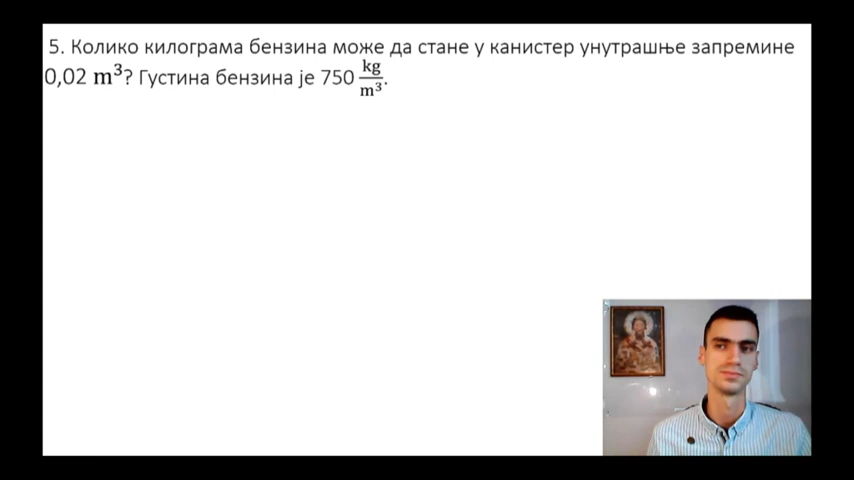 5. Колико килограма бензина може да стане у канистер унутрашње запремине
0,02 m³? Густина бензина је 750 kg/m³.